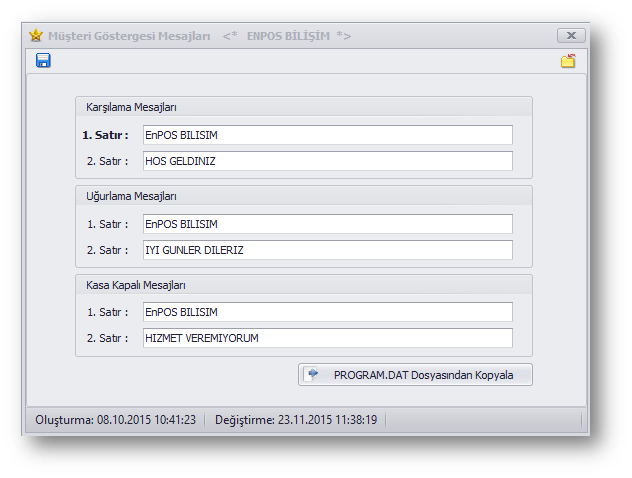 Müşteri Göstergesi Mesajları <* ENPOS BİLİŞİM *>
Karşılama Mesajları
1. Satır : EnPOS BILISIM
2. Satır : HOS GELDINIZ
Uğurlama Mesajları
1. Satır : EnPOS BILISIM
2. Satır : IYI GUNLER DILERIZ
Kasa Kapalı Mesajları
1. Satır : EnPOS BILISIM
2. Satır : HIZMET VEREMIYORUM
PROGRAM.DAT Dosyasından Kopyala
Oluşturma: 08.10.2015 10:41:23 Değiştirme: 23.11.2015 11:38:19